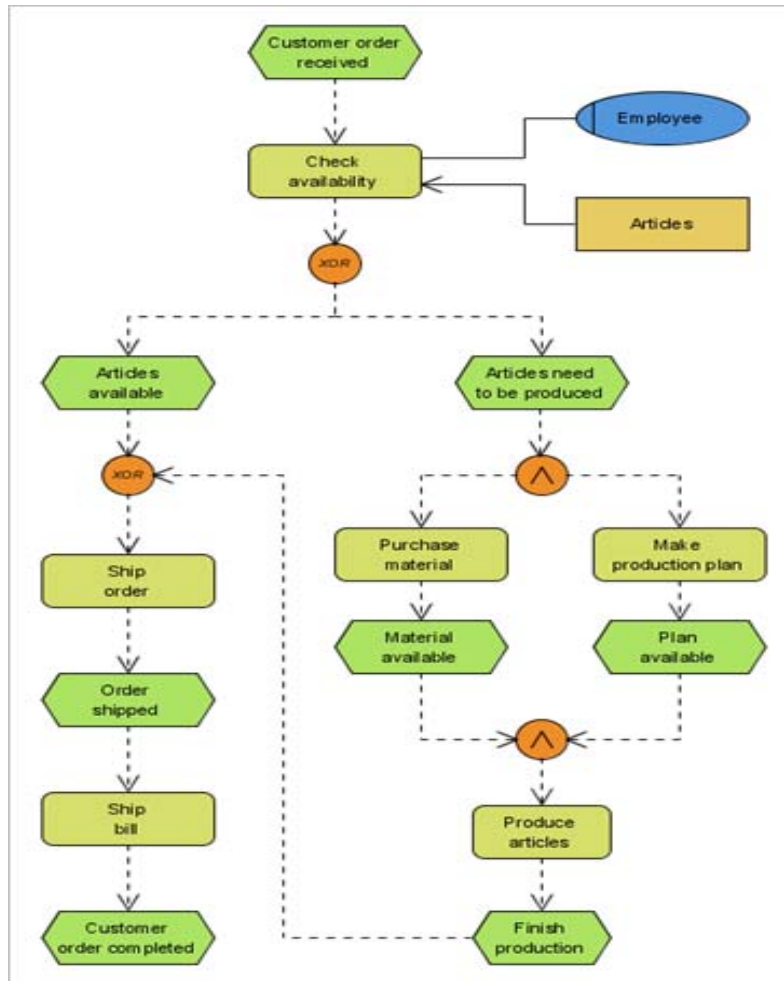 Customer order
received
Employee
Check
availability
Articles
XOR
Articles
available
Articles need
to be produced
XOR
Purchase
material
Make
production plan
Ship
order
Material
available
Plan
available
Order
shipped
Ship
bill
Produce
articles
Customer
order completed
Finish
production